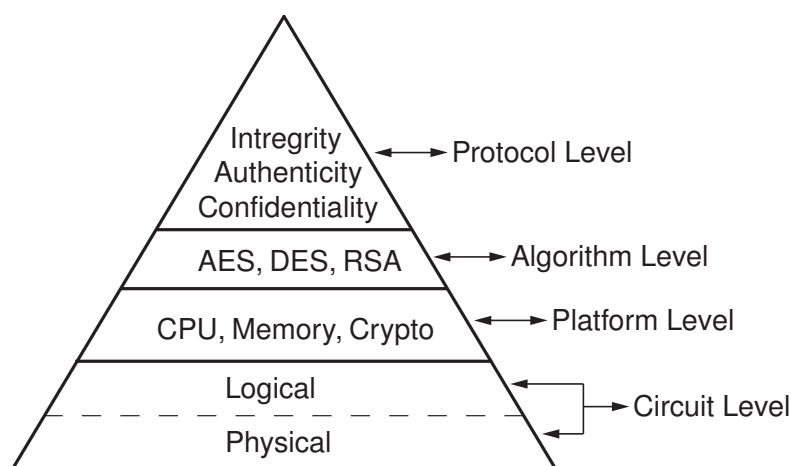 Intregrity
Authenticity
Confidentiality
Protocol Level
AES, DES, RSA
Algorithm Level
CPU, Memory, Crypto
Platform Level
Logical
Physical
Circuit Level